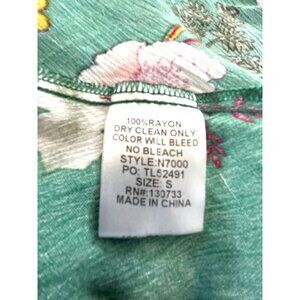 100%RAYON
DRY CLEAN ONLY
COLOR WILL BLEED
NO BLEACH
STYLE:N7000
PO: TL52491
SIZE: S
RN#:130733
MADE IN CHINA